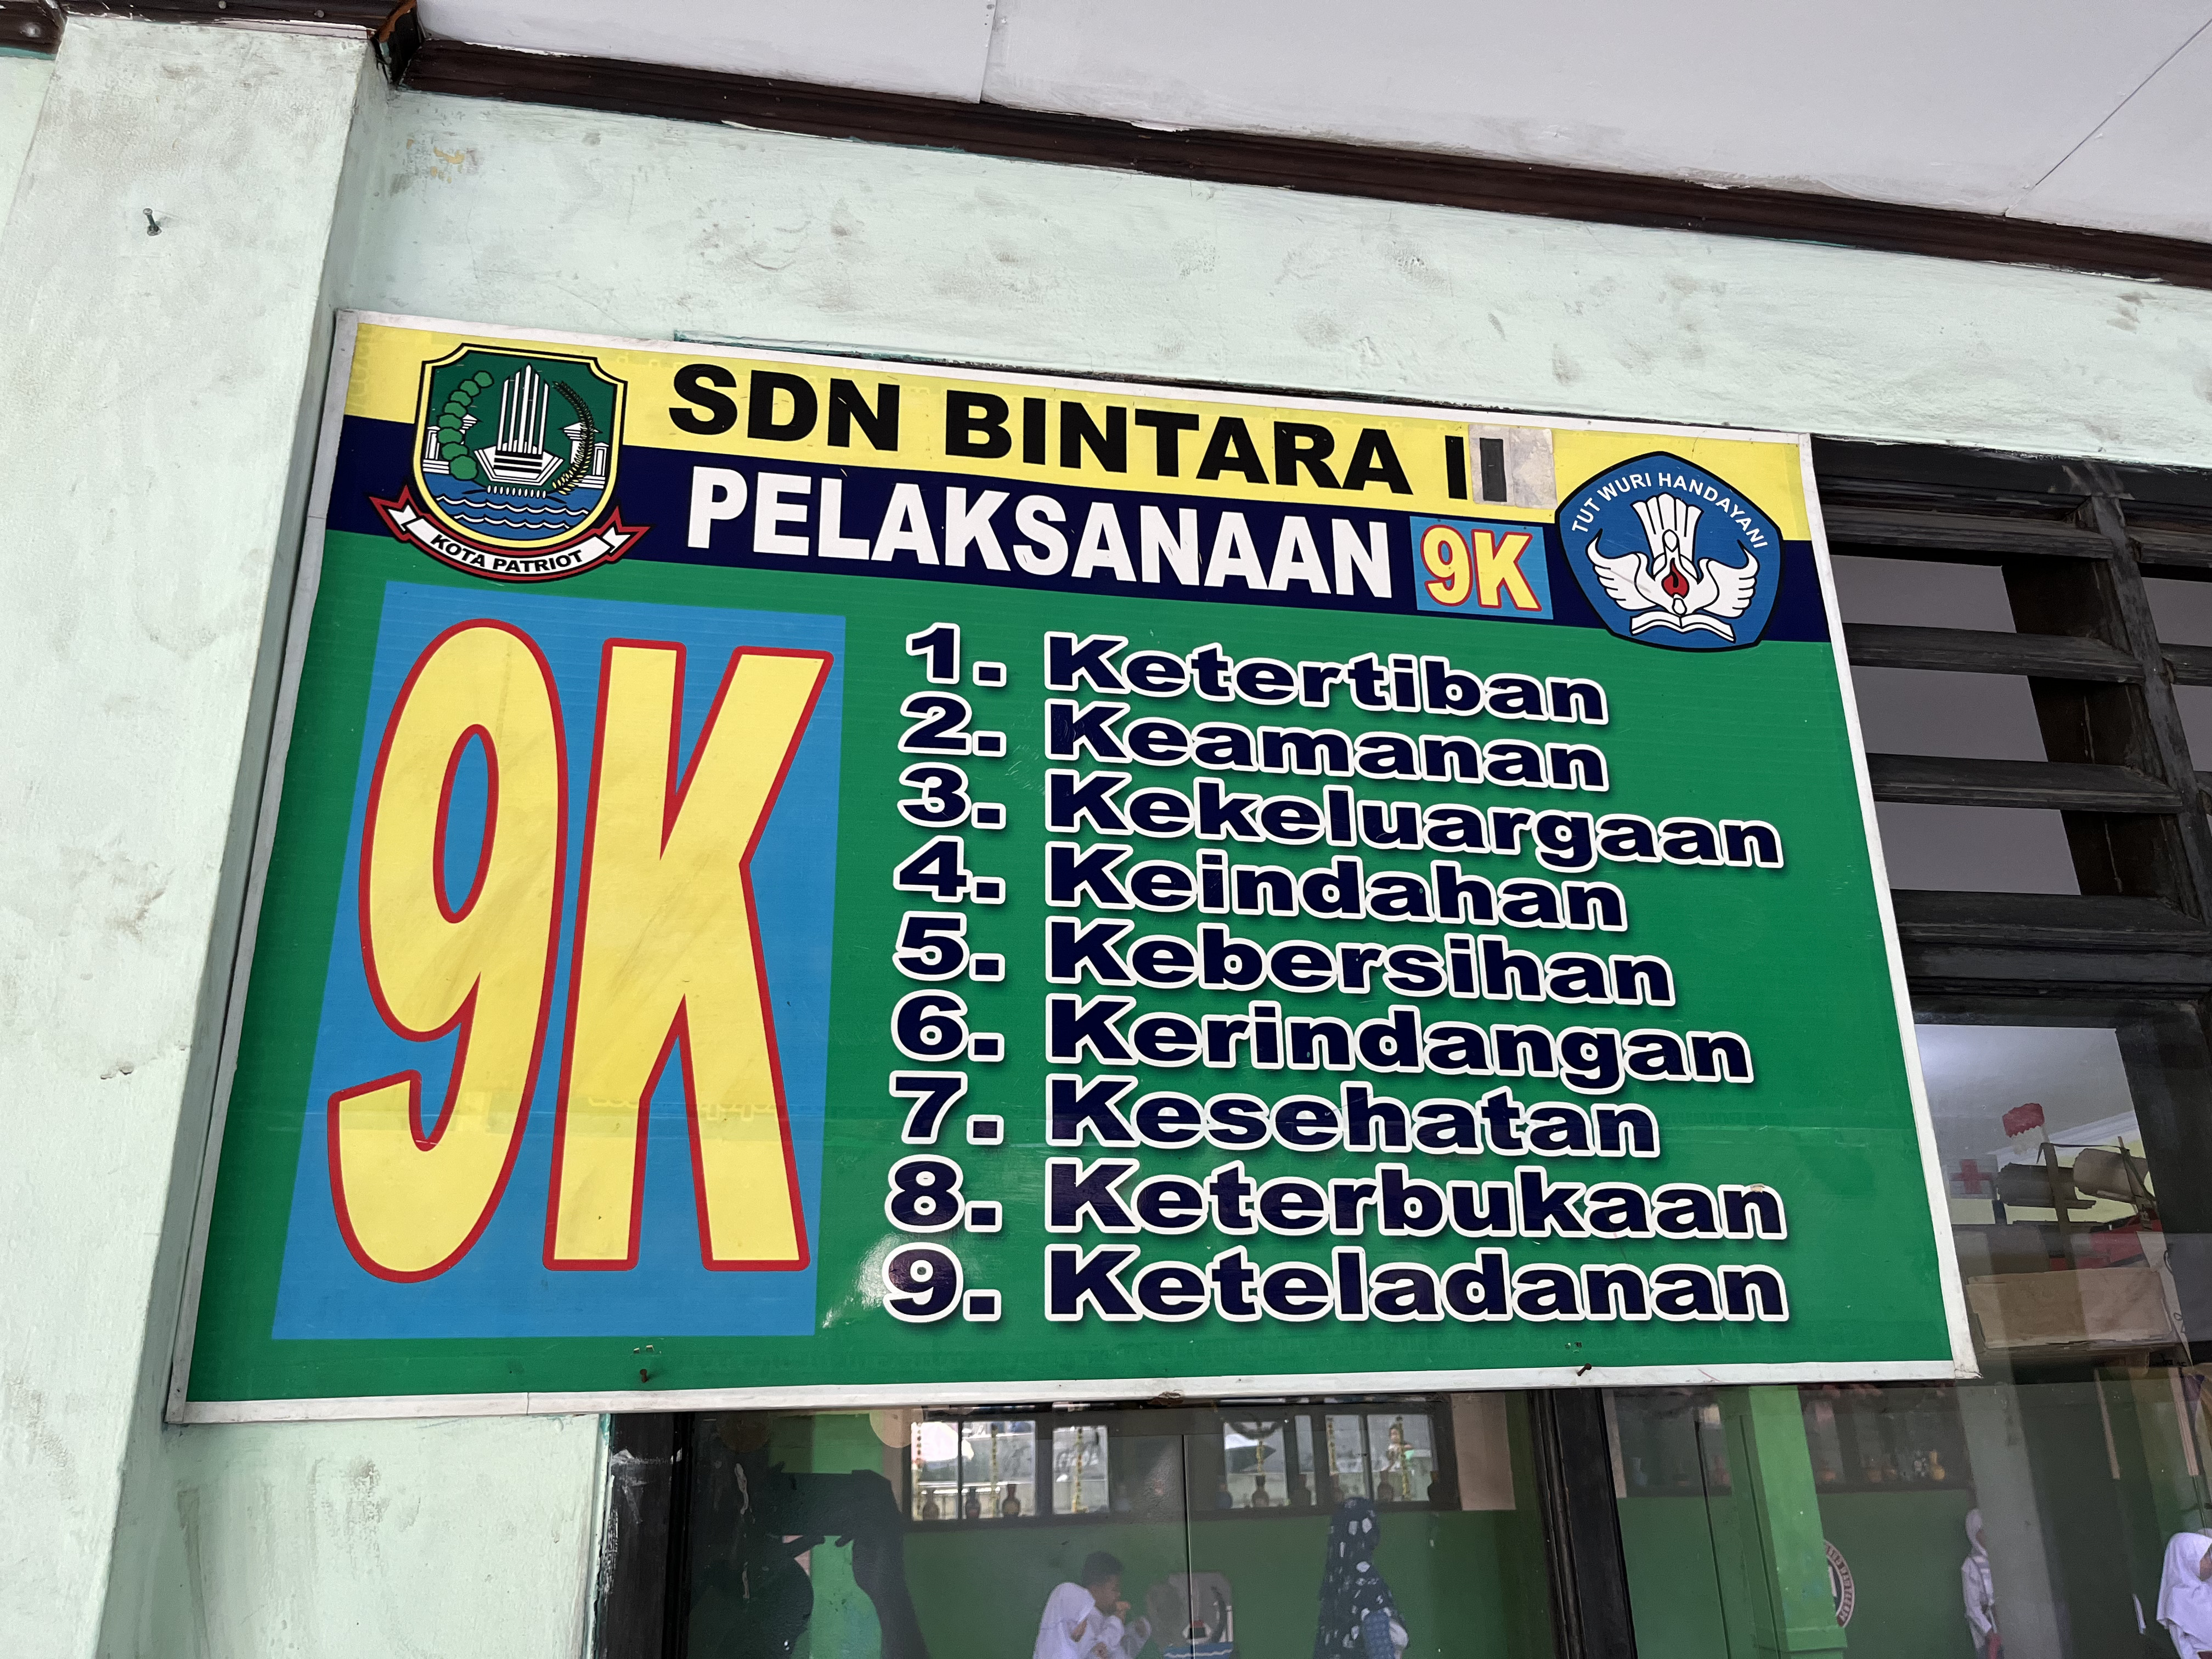 SDN BINTARA II
PELAKSANAAN 9K
KOTA PATRIOT
TUT WURI HANDAYANI
9K
1. Ketertiban
2. Keamanan
3. Kekeluargaan
4. Keindahan
5. Kebersihan
6. Kerindangan
7. Kesehatan
8. Keterbukaan
9. Keteladanan